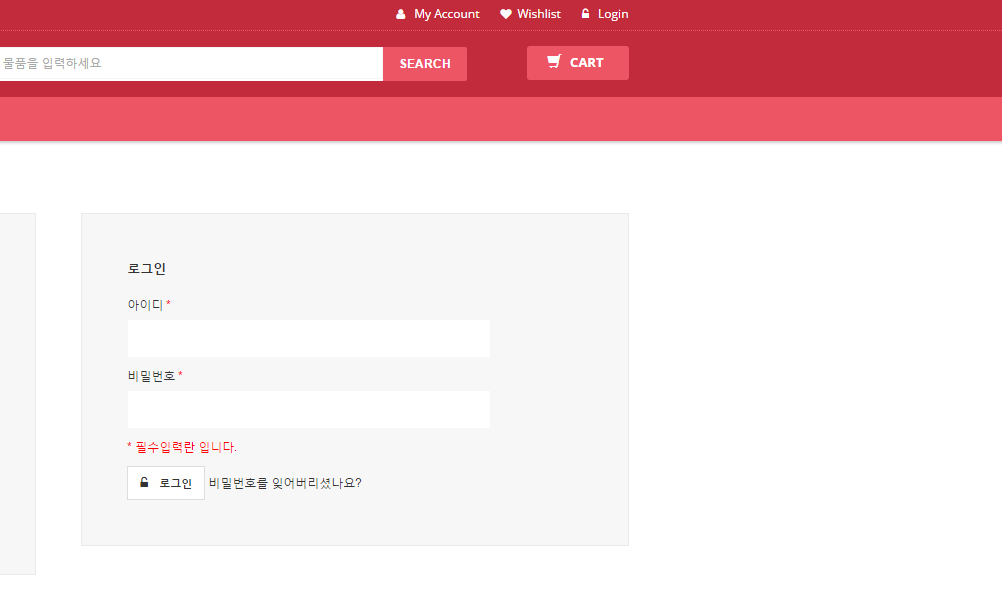 My Account Wishlist Login
물품을 입력하세요 SEARCH CART
로그인
아이디 *
비밀번호 *
* 필수입력란 입니다.
로그인 비밀번호를 잊어버리셨나요?